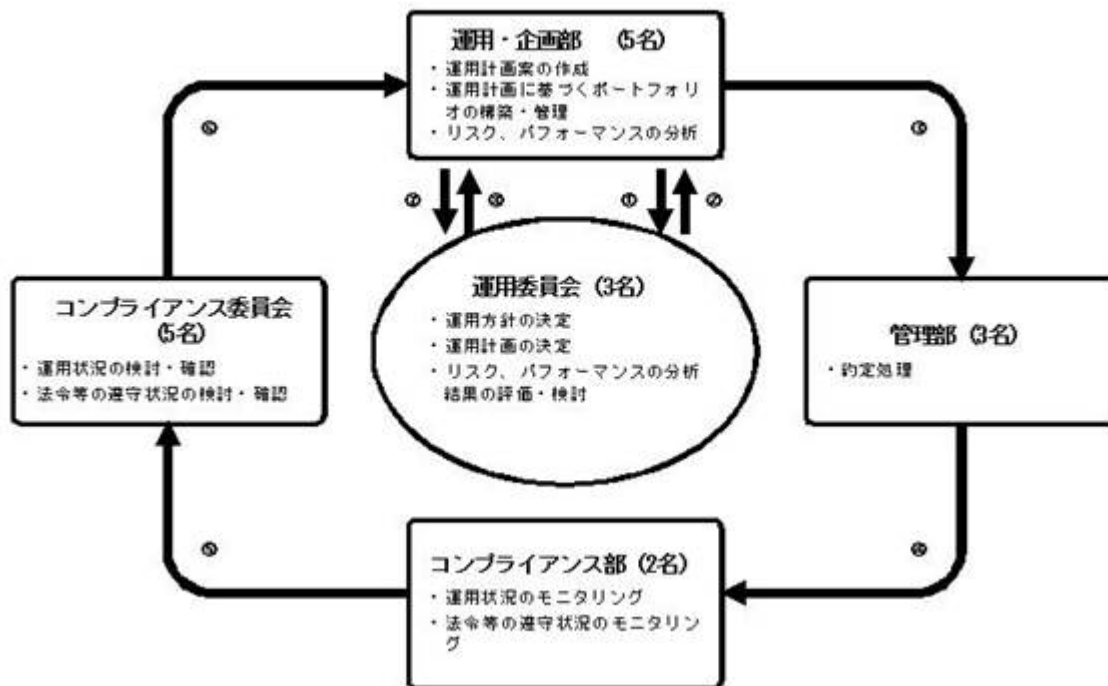 運用・企画部 (5名)
・運用計画案の作成
・運用計画に基づくポートフォリ
オの構築・管理
・リスク、パフォーマンスの分析
⑥
③
⑦
⑧
①
②
運用委員会 (3名)
・運用方針の決定
・運用計画の決定
・リスク、パフォーマンスの分析
結果の評価・検討
コンプライアンス委員会
(5名)
・運用状況の検討・確認
・法令等の遵守状況の検討・確認
管理部 (3名)
・約定処理
⑤
④
コンプライアンス部 (2名)
・運用状況のモニタリング
・法令等の遵守状況のモニタリン
グ